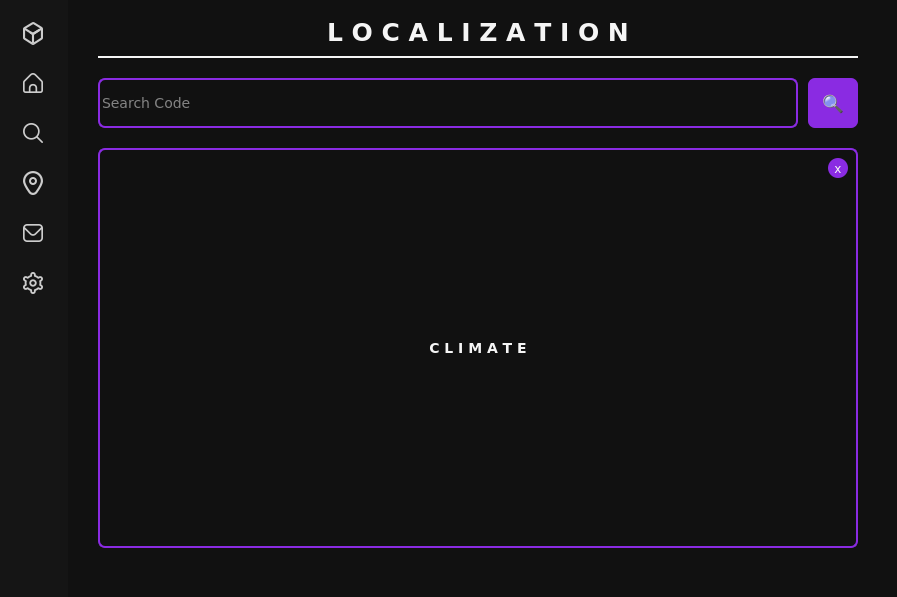 LOCALIZATION
Search Code
x
CLIMATE